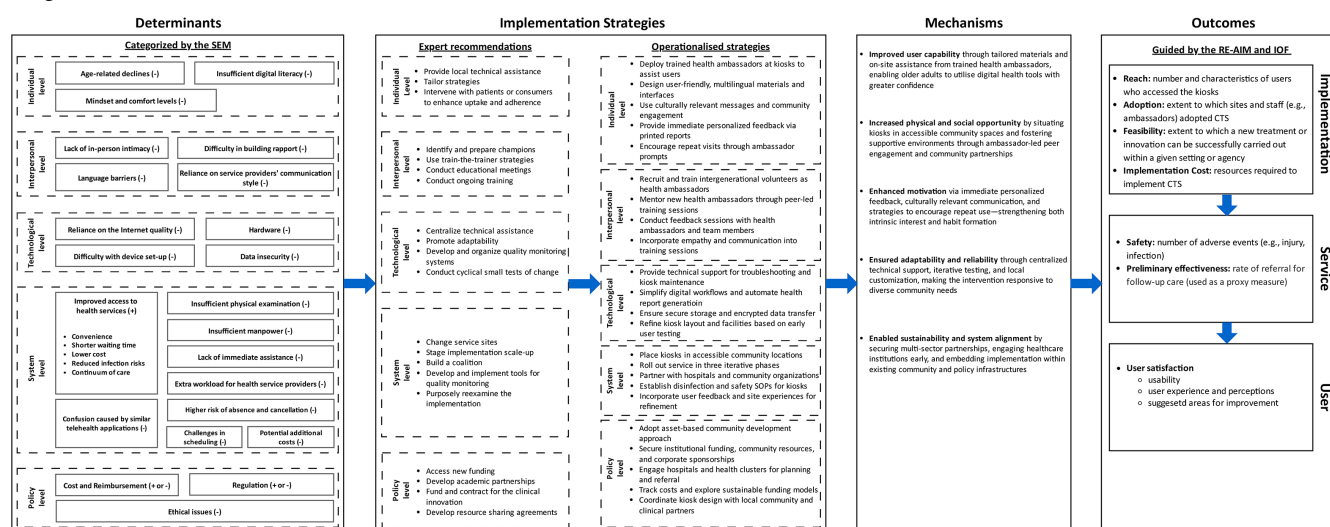 Determinants
Categorized by the SEM
Individual
level
Age-related declines (-)
Insufficient digital literacy (-)
Mindset and comfort levels (-)
Interpersonal
level
Lack of in-person intimacy (-)
Difficulty in building rapport (-)
Language barriers (-)
Reliance on service providers' communication
style (-)
Technological
level
Reliance on the Internet quality (-)
Hardware (-)
Difficulty with device set-up (-)
Data insecurity (-)
System
level
Improved access to
health services (+)
• Convenience
• Shorter waiting time
• Lower cost
• Reduced infection risks
• Continuum of care
Confusion caused by similar
telehealth applications (-)
Insufficient physical examination (-)
Insufficient manpower (-)
Lack of immediate assistance (-)
Extra workload for health service providers (-)
Higher risk of absence and cancellation (-)
Challenges in
scheduling (-)
Potential additional
costs (-)
Policy
level
Cost and Reimbursement (+ or -)
Regulation (+ or -)
Ethical issues (-)
Implementation Strategies
Expert recommendations
Individual
Level
• Provide local technical assistance
• Tailor strategies
• Intervene with patients or consumers
to enhance uptake and adherence
Interpersonal
level
• Identify and prepare champions
• Use train-the-trainer strategies
• Conduct educational meetings
• Conduct ongoing training
Technological
level
• Centralize technical assistance
• Promote adaptability
• Develop and organize quality monitoring
systems
• Conduct cyclical small tests of change
System
level
• Change service sites
• Stage implementation scale-up
• Build a coalition
• Develop and implement tools for
quality monitoring
• Purposely reexamine the
implementation
Policy
level
• Access new funding
• Develop academic partnerships
• Fund and contract for the clinical
innovation
• Develop resource sharing agreements
Operationalised strategies
Individual
level
• Deploy trained health ambassadors at kiosks to
assist users
• Design user-friendly, multilingual materials and
interfaces
• Use culturally relevant messages and community
engagement
• Provide immediate personalized feedback via
printed reports
• Encourage repeat visits through ambassador
prompts
Interpersonal
level
• Recruit and train intergenerational volunteers as
health ambassadors
• Mentor new health ambassadors through peer-led
training sessions
• Conduct feedback sessions with health
ambassadors and team members
• Incorporate empathy and communication into
training sessions
Technological
level
• Provide technical support for troubleshooting and
kiosk maintenance
• Simplify digital workflows and automate health
report generatioin
• Ensure secure storage and encrypted data transfer
• Refine kiosk layout and facilities based on early
user testing
System
level
• Place kiosks in accessible community locations
• Roll out service in three iterative phases
• Partner with hospitals and community organizations
• Establish disinfection and safety SOPs for kiosks
• Incorporate user feedback and site experiences for
refinement
Policy
level
• Adopt asset-based community development
approach
• Secure institutional funding, community resources,
and corporate sponsorships
• Engage hospitals and health clusters for planning
and referral
• Track costs and explore sustainable funding models
• Coordinate kiosk design with local community and
clinical partners
Mechanisms
• Improved user capability through tailored materials and
on-site assistance from trained health ambassadors,
enabling older adults to utilise digital health tools with
greater confidence
• Increased physical and social opportunity by situating
kiosks in accessible community spaces and fostering
supportive environments through ambassador-led peer
engagement and community partnerships
• Enhanced motivation via immediate personalized
feedback, culturally relevant communication, and
strategies to encourage repeat use—strengthening both
intrinsic interest and habit formation
• Ensured adaptability and reliability through centralized
technical support, iterative testing, and local
customization, making the intervention responsive to
diverse community needs
• Enabled sustainability and system alignment by
securing multi-sector partnerships, engaging healthcare
institutions early, and embedding implementation within
existing community and policy infrastructures
Outcomes
Guided by the RE-AIM and IOF
• Reach: number and characteristics of users
who accessed the kiosks
• Adoption: extent to which sites and staff (e.g.,
ambassadors) adopted CTS
• Feasibility: extent to which a new treatment or
innovation can be successfully carried out
within a given setting or agency
• Implementation Cost: resources required to
implement CTS
Implementation
• Safety: number of adverse events (e.g., injury,
infection)
• Preliminary effectiveness: rate of referral for
follow-up care (used as a proxy measure)
Service
• User satisfaction
o usability
o user experience and perceptions
o suggesetd areas for improvement
User